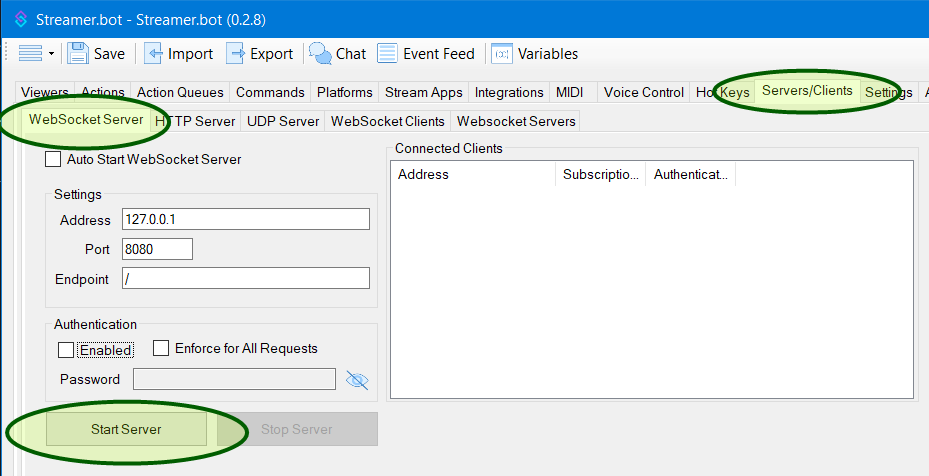 Streamer.bot - Streamer.bot (0.2.8)
Save Import Export Chat Event Feed Variables
Viewers Actions Action Queues Commands Platforms Stream Apps Integrations MIDI Voice Control Hot Keys Servers/Clients Settings A
WebSocket Server HTTP Server UDP Server WebSocket Clients Websocket Servers
Auto Start WebSocket Server
Connected Clients
Address Subscriptio... Authenticat...
Settings
Address 127.0.0.1
Port 8080
Endpoint /
Authentication
Enabled Enforce for All Requests
Password
Start Server Stop Server